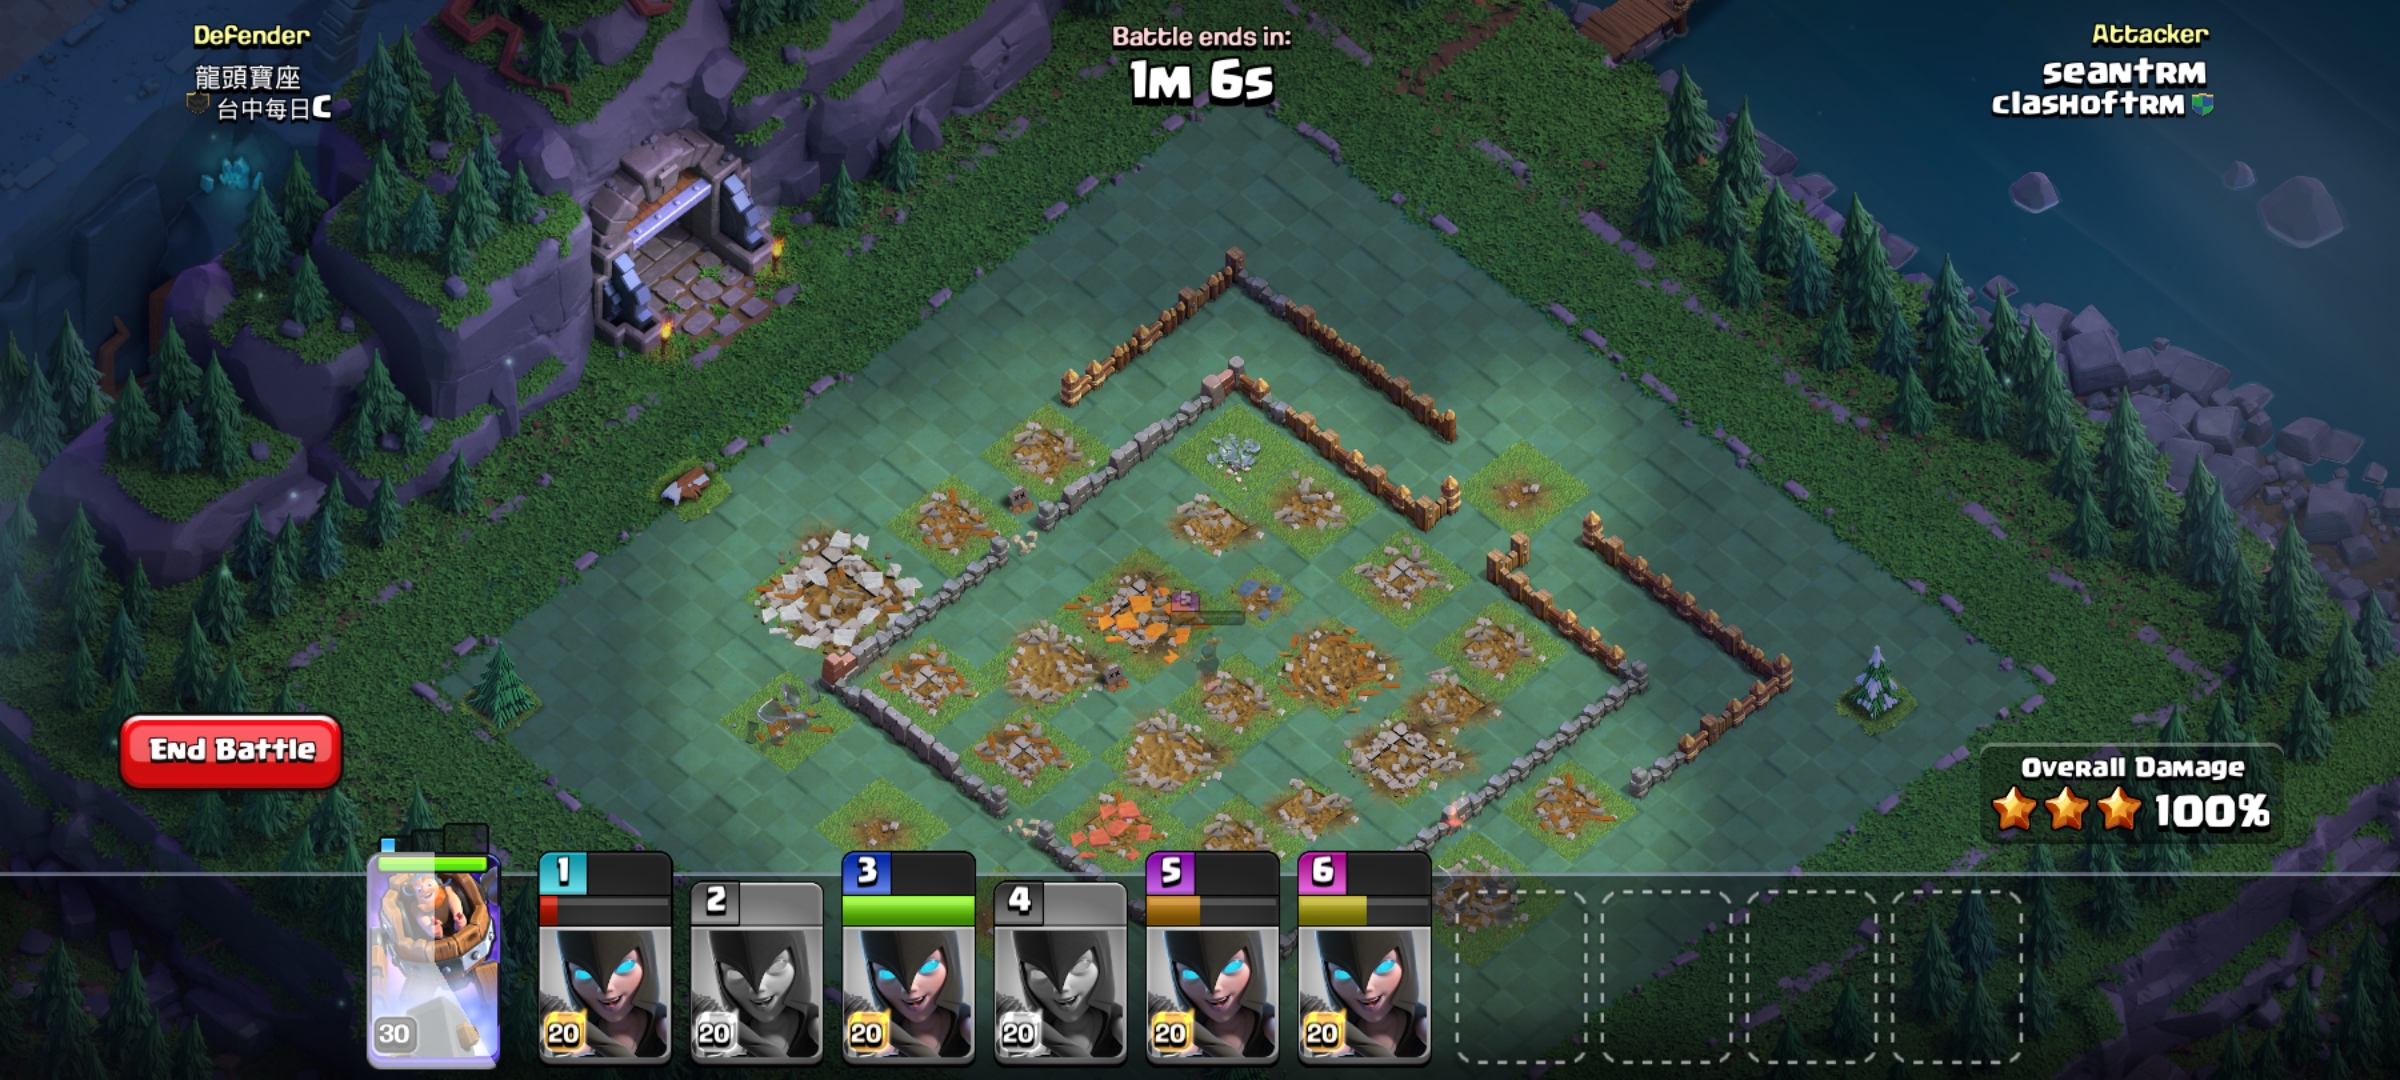 Defender
龍頭寶座
台中每日C
Battle ends in:
1M 6s
Attacker
seantrm
clashoftrm
5
End Battle
Overall Damage
100%
30
1
20
2
20
3
20
4
20
5
20
6
20